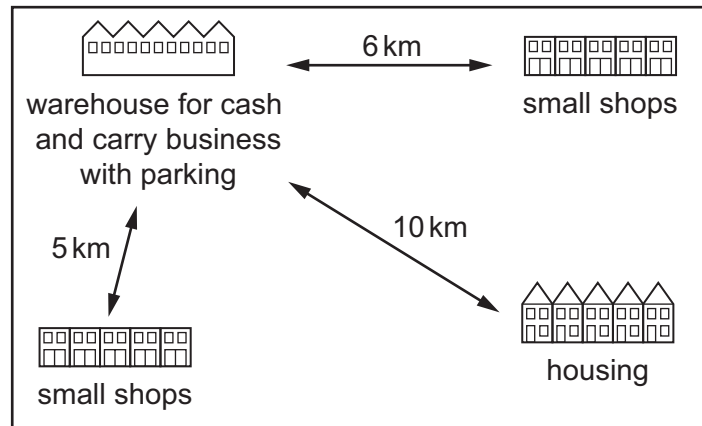 6 km
small shops
warehouse for cash
and carry business
with parking
10 km
5 km
housing
small shops